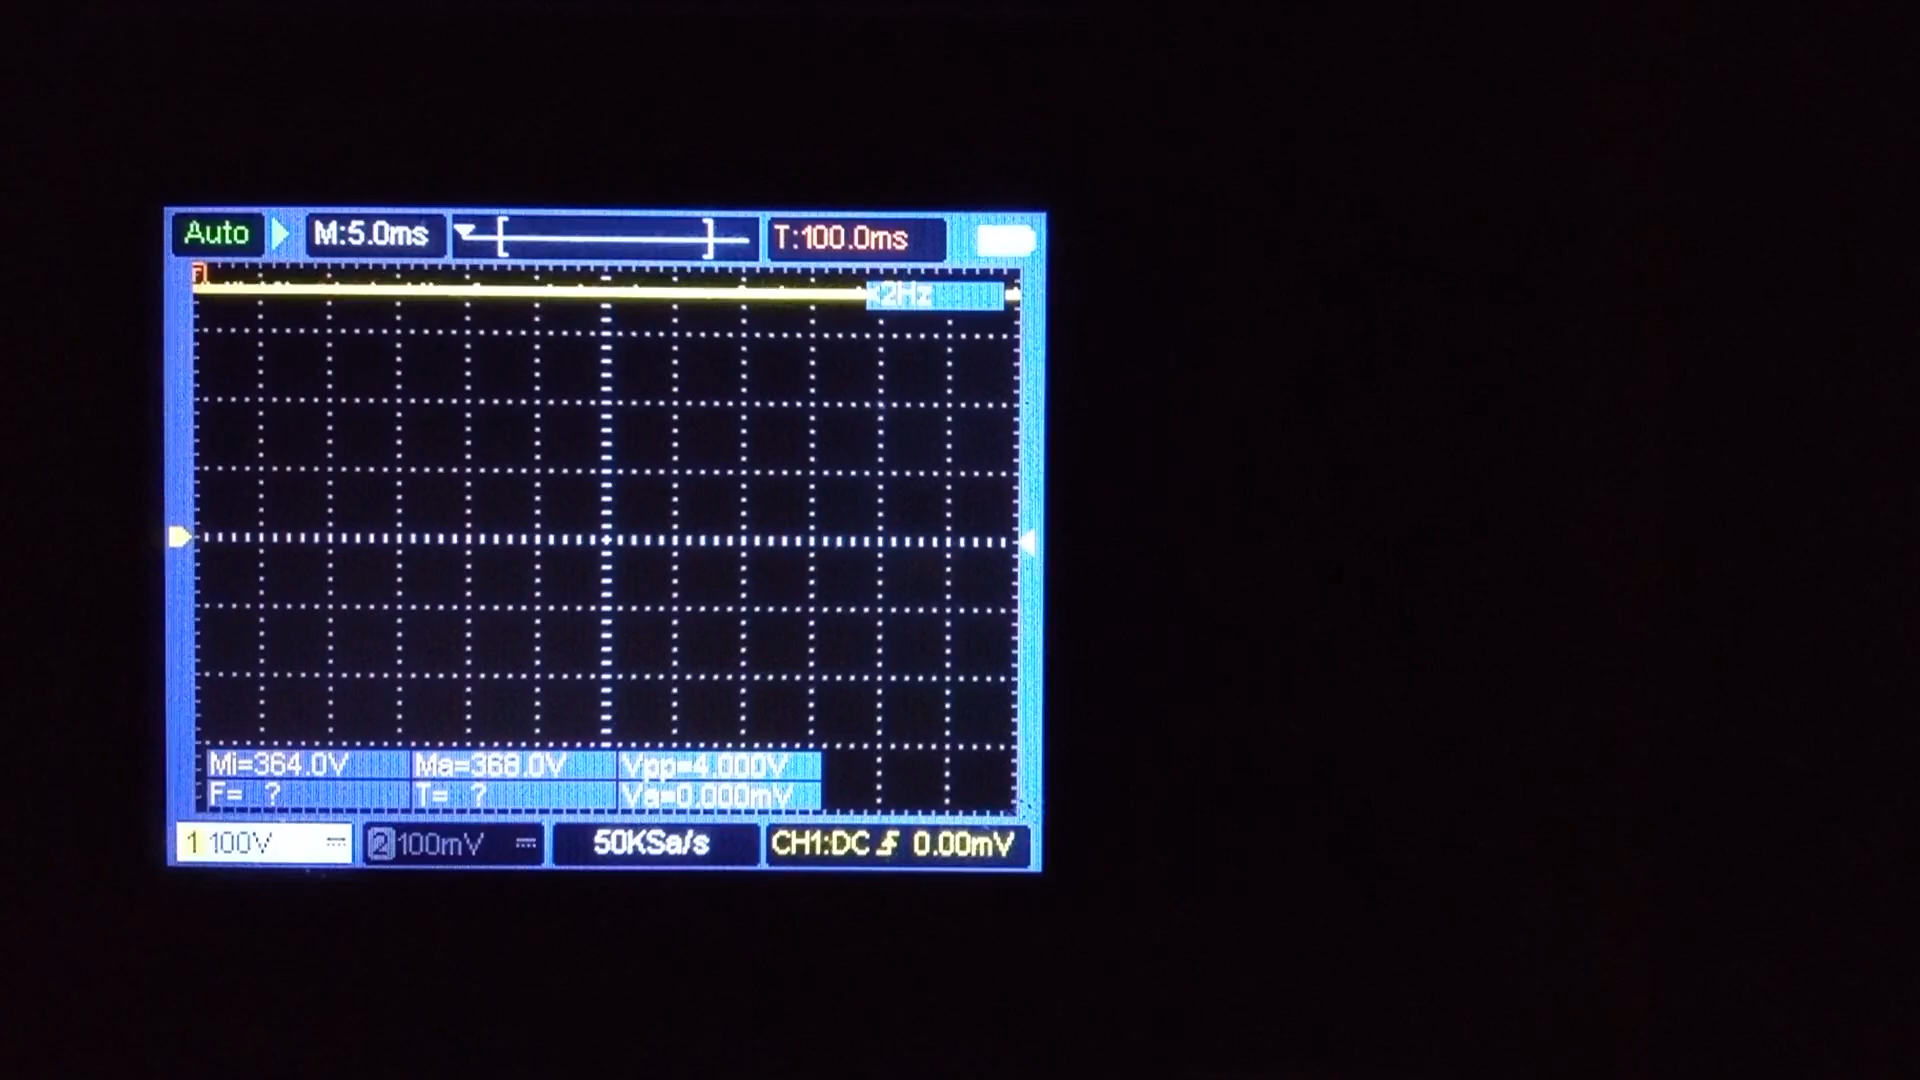 Auto M:5.0ms T:100.0ms
<2Hz
Mi=364.0V Ma=368.0V Vpp=4.000V
F= ? T= ? Va=0.000mV
1 100V 2 100mV 50KSa/s CH1:DC 0.00mV